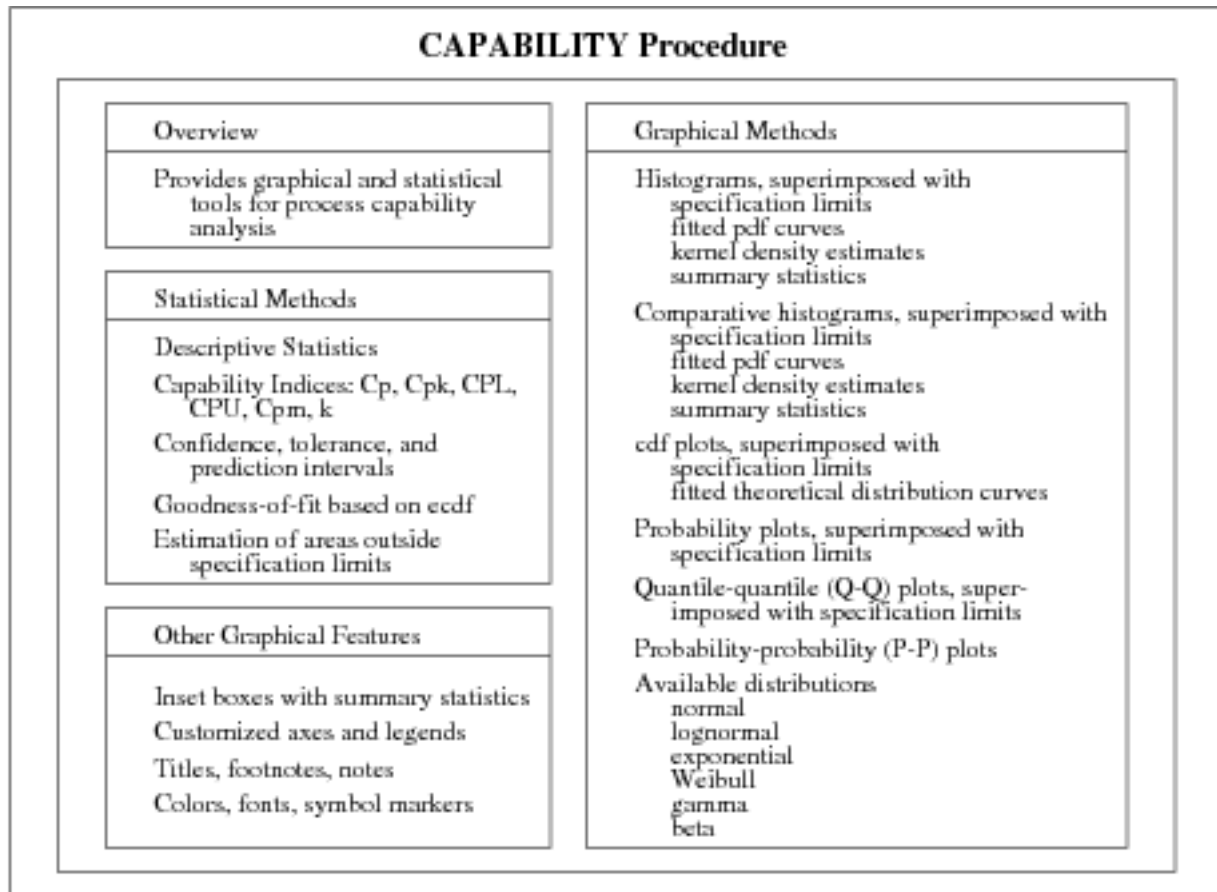 CAPABILITY Procedure
Overview
Provides graphical and statistical
tools for process capability
analysis
Statistical Methods
Descriptive Statistics
Capability Indices: Cp, Cpk, CPL,
CPU, Cpm, k
Confidence, tolerance, and
prediction intervals
Goodness-of-fit based on ecdf
Estimation of areas outside
specification limits
Other Graphical Features
Inset boxes with summary statistics
Customized axes and legends
Titles, footnotes, notes
Colors, fonts, symbol markers
Graphical Methods
Histograms, superimposed with
specification limits
fitted pdf curves
kernel density estimates
summary statistics
Comparative histograms, superimposed with
specification limits
fitted pdf curves
kernel density estimates
summary statistics
cdf plots, superimposed with
specification limits
fitted theoretical distribution curves
Probability plots, superimposed with
specification limits
Quantile-quantile (Q-Q) plots, super-
imposed with specification limits
Probability-probability (P-P) plots
Available distributions
normal
lognormal
exponential
Weibull
gamma
beta